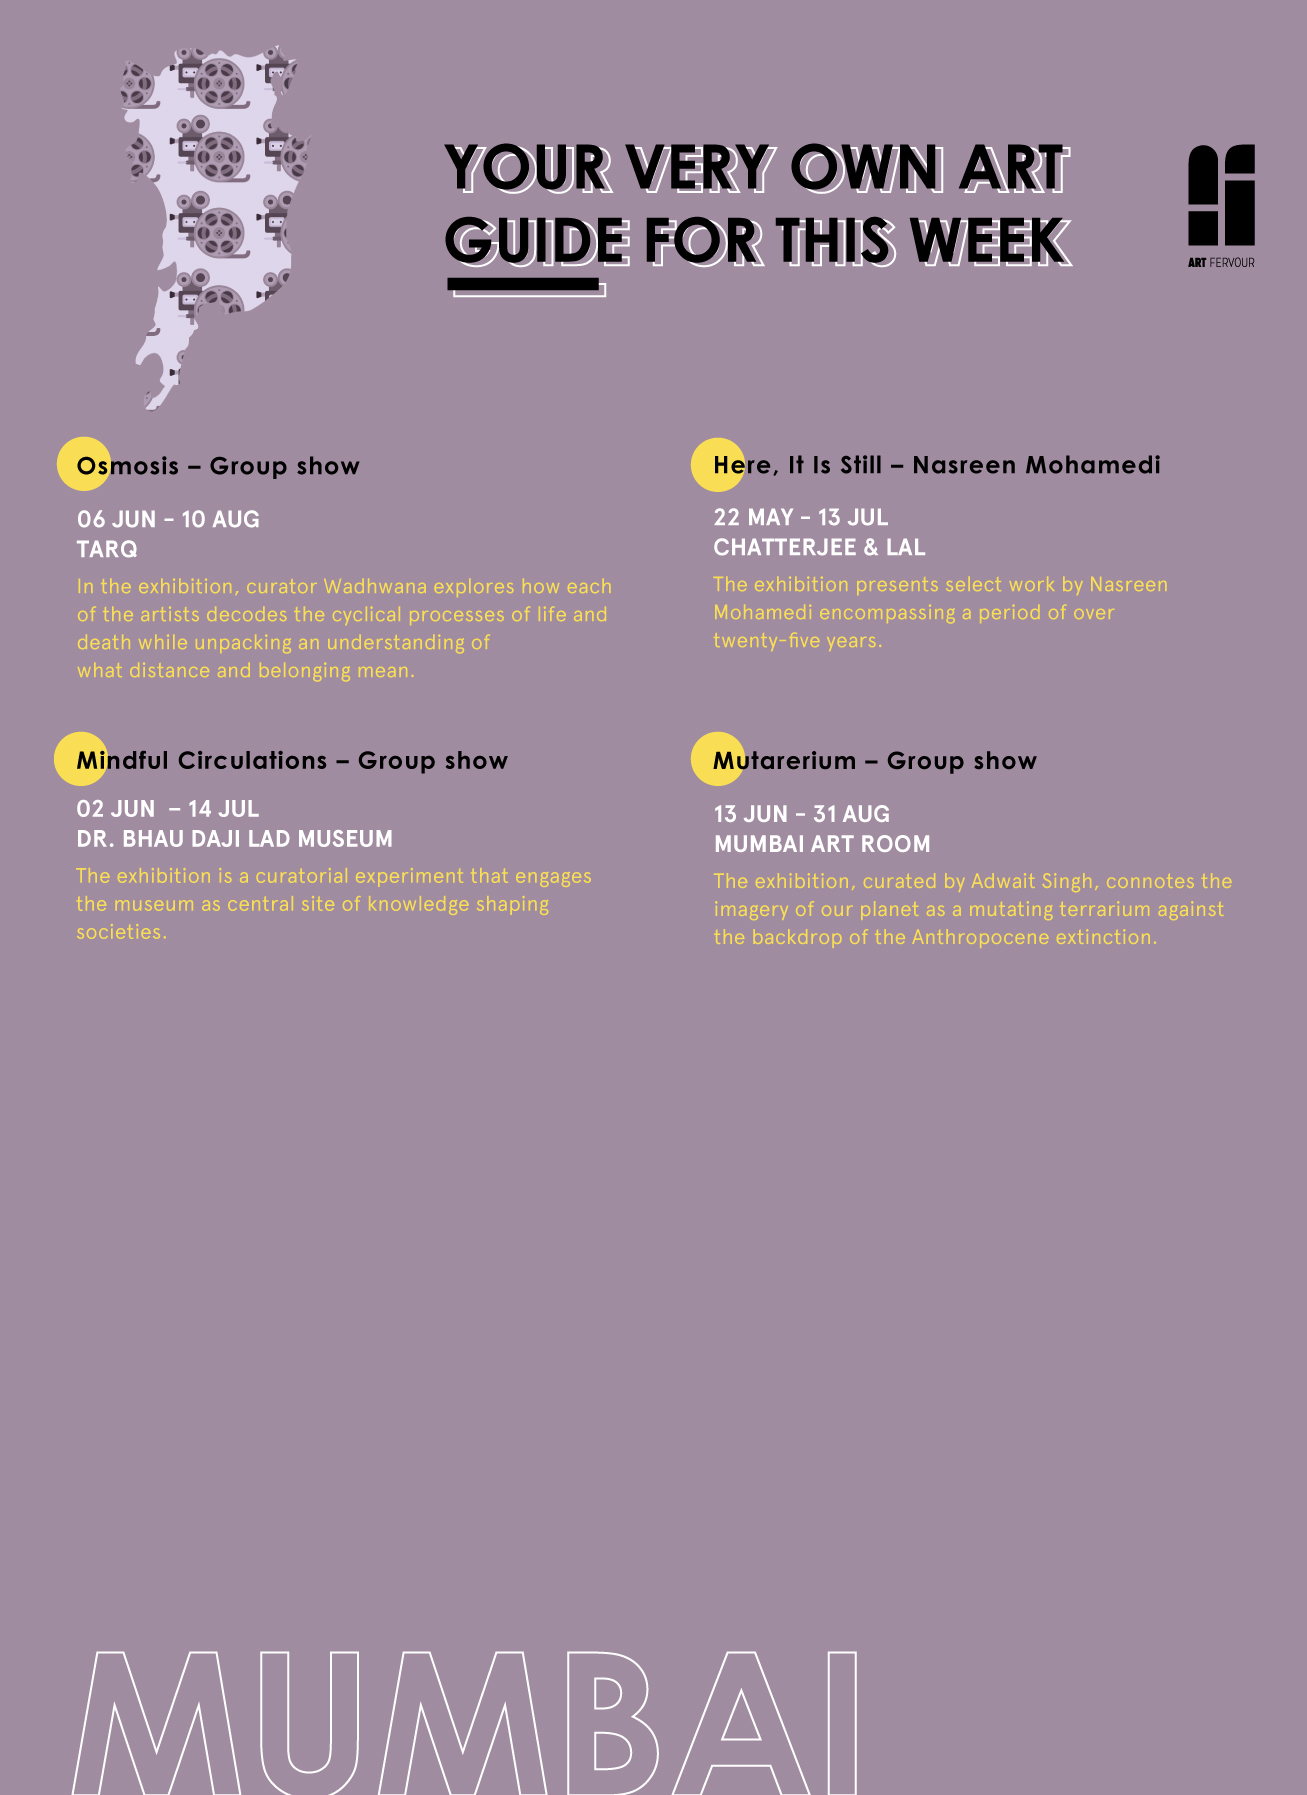 YOUR VERY OWN ART
GUIDE FOR THIS WEEK
ART FERVOUR
Osmosis – Group show
06 JUN - 10 AUG
TARQ
In the exhibition, curator Wadhwana explores how each
of the artists decodes the cyclical processes of life and
death while unpacking an understanding of
what distance and belonging mean.
Here, It Is Still – Nasreen Mohamedi
22 MAY - 13 JUL
CHATTERJEE & LAL
The exhibition presents select work by Nasreen
Mohamedi encompassing a period of over
twenty-five years.
Mindful Circulations – Group show
02 JUN – 14 JUL
DR. BHAU DAJI LAD MUSEUM
The exhibition is a curatorial experiment that engages
the museum as central site of knowledge shaping
societies.
Mutarerium – Group show
13 JUN - 31 AUG
MUMBAI ART ROOM
The exhibition, curated by Adwait Singh, connotes the
imagery of our planet as a mutating terrarium against
the backdrop of the Anthropocene extinction.
MUMBAI